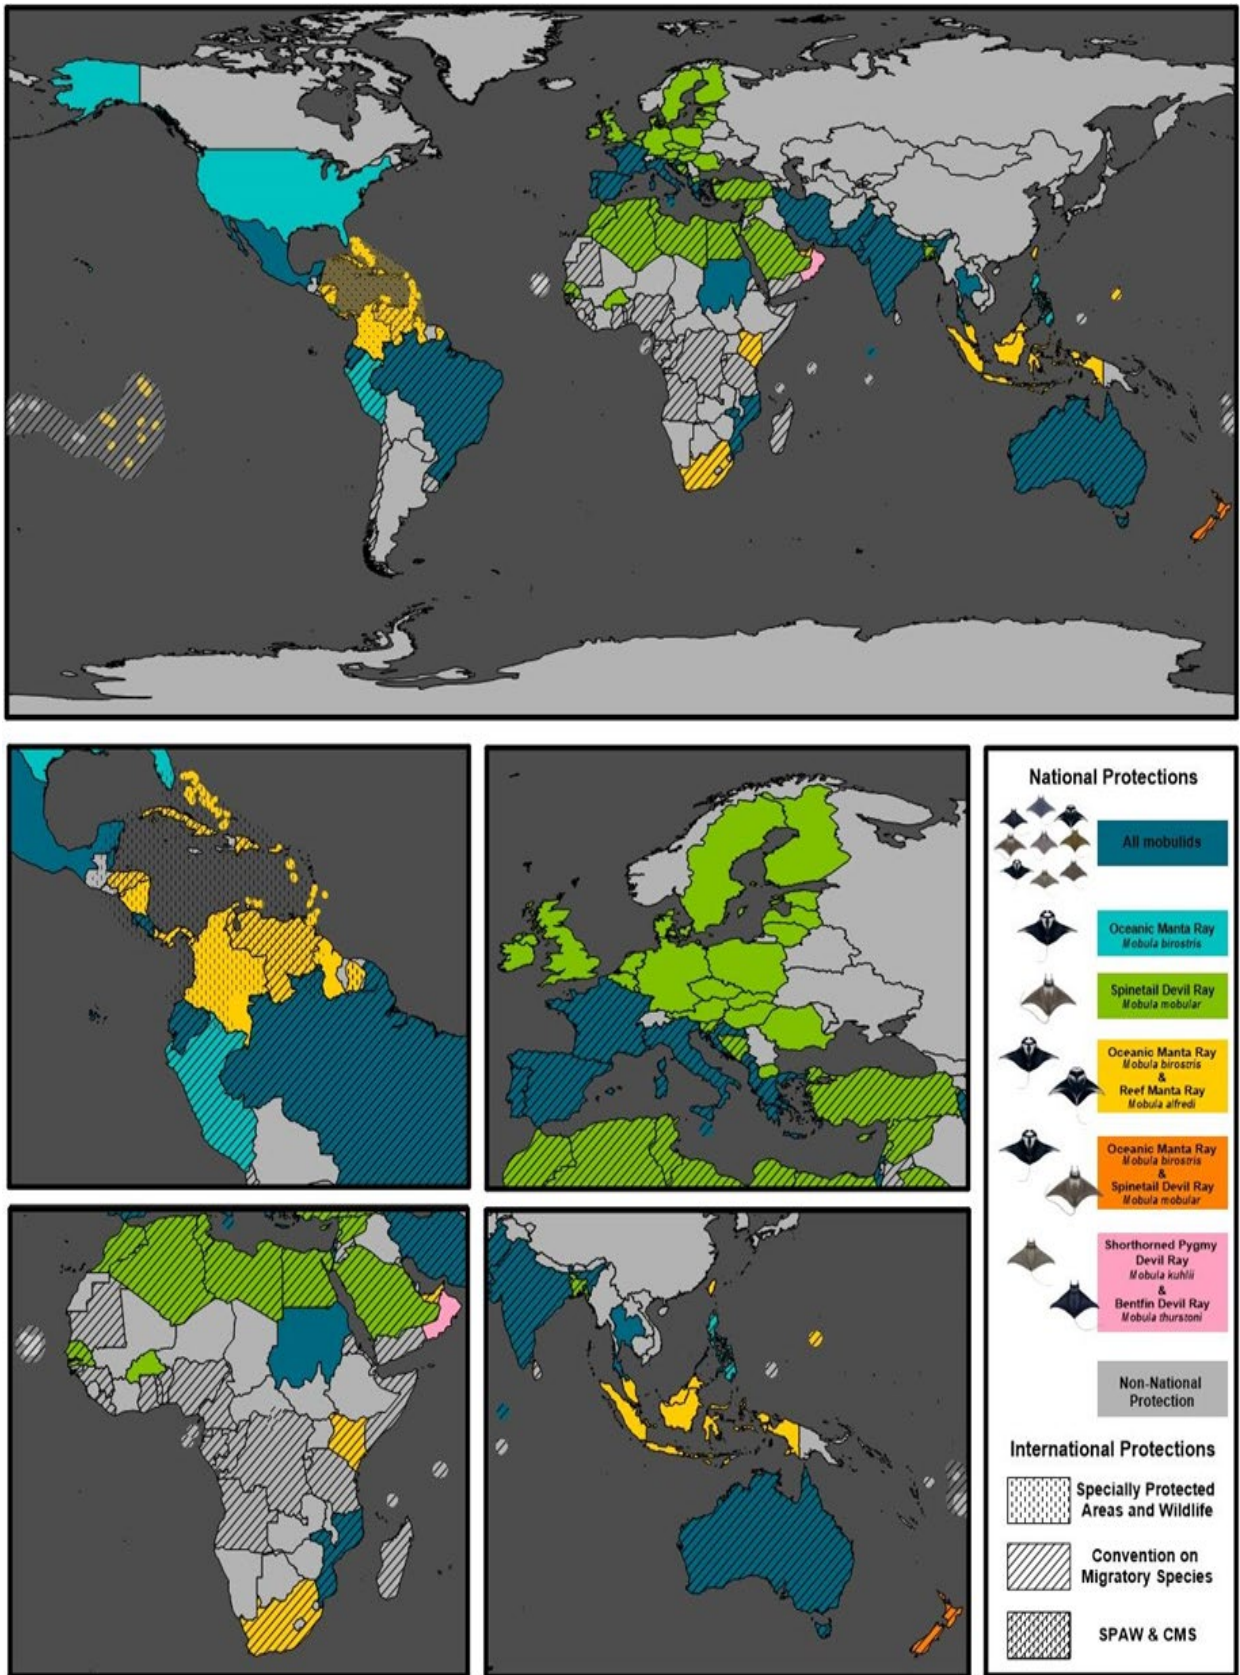 National Protections
All mobulids
Oceanic Manta Ray
Mobula birostris
Spinetail Devil Ray
Mobula mobular
Oceanic Manta Ray
Mobula birostris
&
Reef Manta Ray
Mobula alfredi
Oceanic Manta Ray
Mobula birostris
&
Spinetail Devil Ray
Mobula mobular
Shorthorned Pygmy
Devil Ray
Mobula kuhlii
&
Bentfin Devil Ray
Mobula thurstoni
Non-National
Protection
International Protections
Specially Protected
Areas and Wildlife
Convention on
Migratory Species
SPAW & CMS